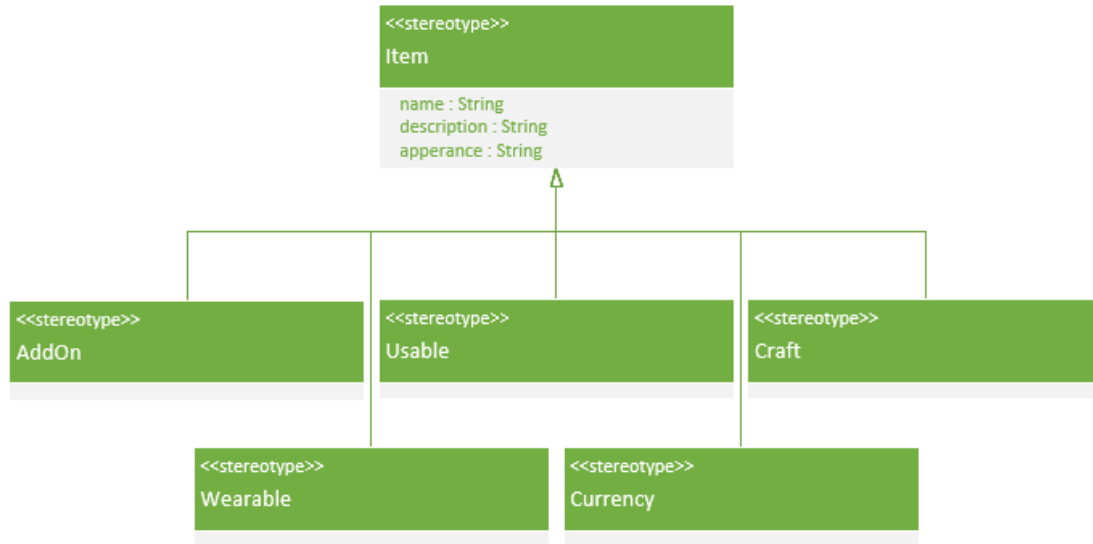 <<stereotype>>
Item
name : String
description : String
apperance : String
<<stereotype>>
AddOn
<<stereotype>>
Usable
<<stereotype>>
Craft
<<stereotype>>
Wearable
<<stereotype>>
Currency